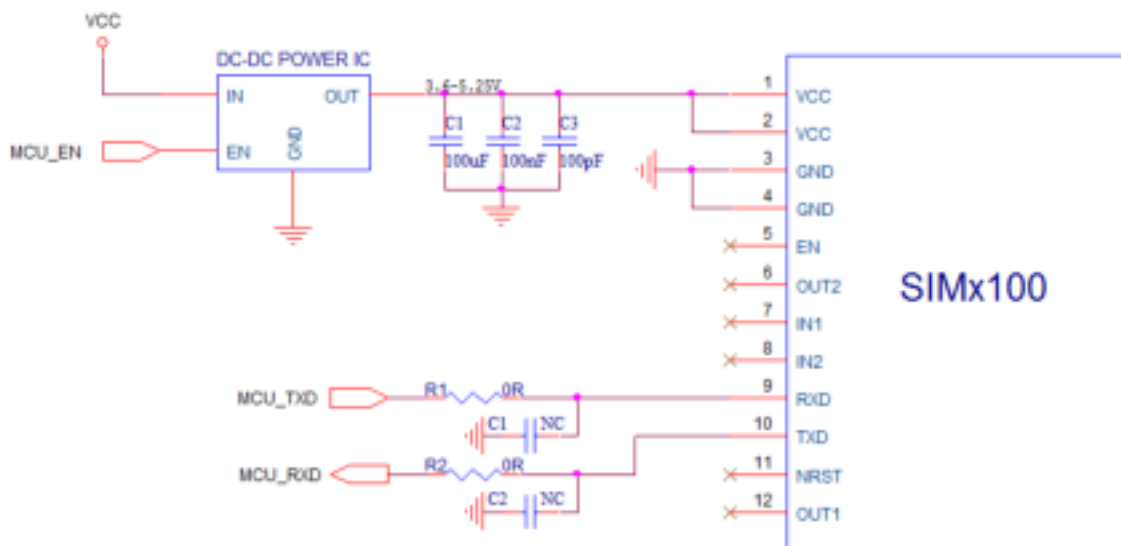 VCC
DC-DC POWER IC
IN OUT
EN GND
MCU_EN
3.6-5.25V
C1 C2 C3
100uF 100nF 100pF
1 VCC
2 VCC
3 GND
4 GND
5 EN
6 OUT2
7 IN1
8 IN2
9 RXD
10 TXD
11 NRST
12 OUT1
SIMx100
MCU_TXD R1 0R
C1 NC
MCU_RXD R2 0R
C2 NC